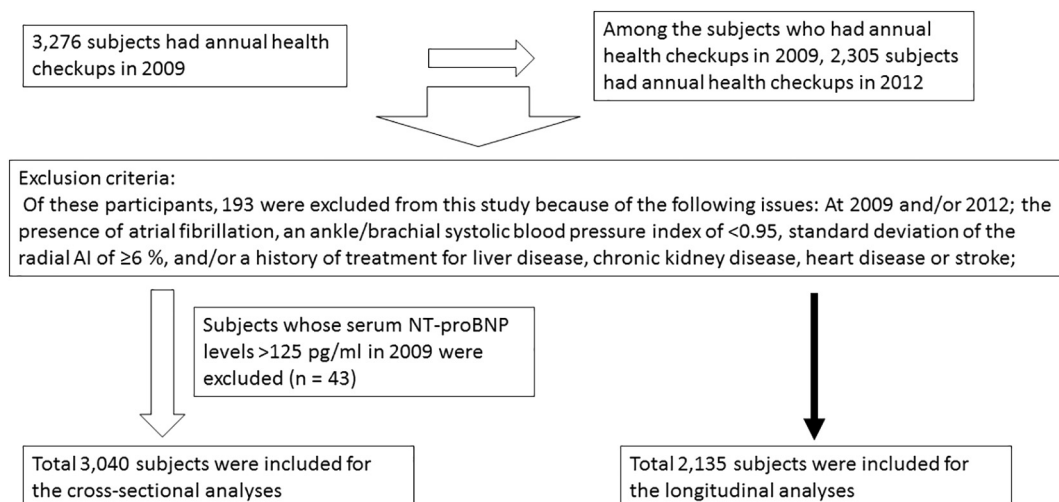 3,276 subjects had annual health
checkups in 2009
Among the subjects who had annual
health checkups in 2009, 2,305 subjects
had annual health checkups in 2012
Exclusion criteria:
Of these participants, 193 were excluded from this study because of the following issues: At 2009 and/or 2012; the
presence of atrial fibrillation, an ankle/brachial systolic blood pressure index of <0.95, standard deviation of the
radial AI of ≥6 %, and/or a history of treatment for liver disease, chronic kidney disease, heart disease or stroke;
Subjects whose serum NT-proBNP
levels >125 pg/ml in 2009 were
excluded (n = 43)
Total 3,040 subjects were included for
the cross-sectional analyses
Total 2,135 subjects were included for
the longitudinal analyses